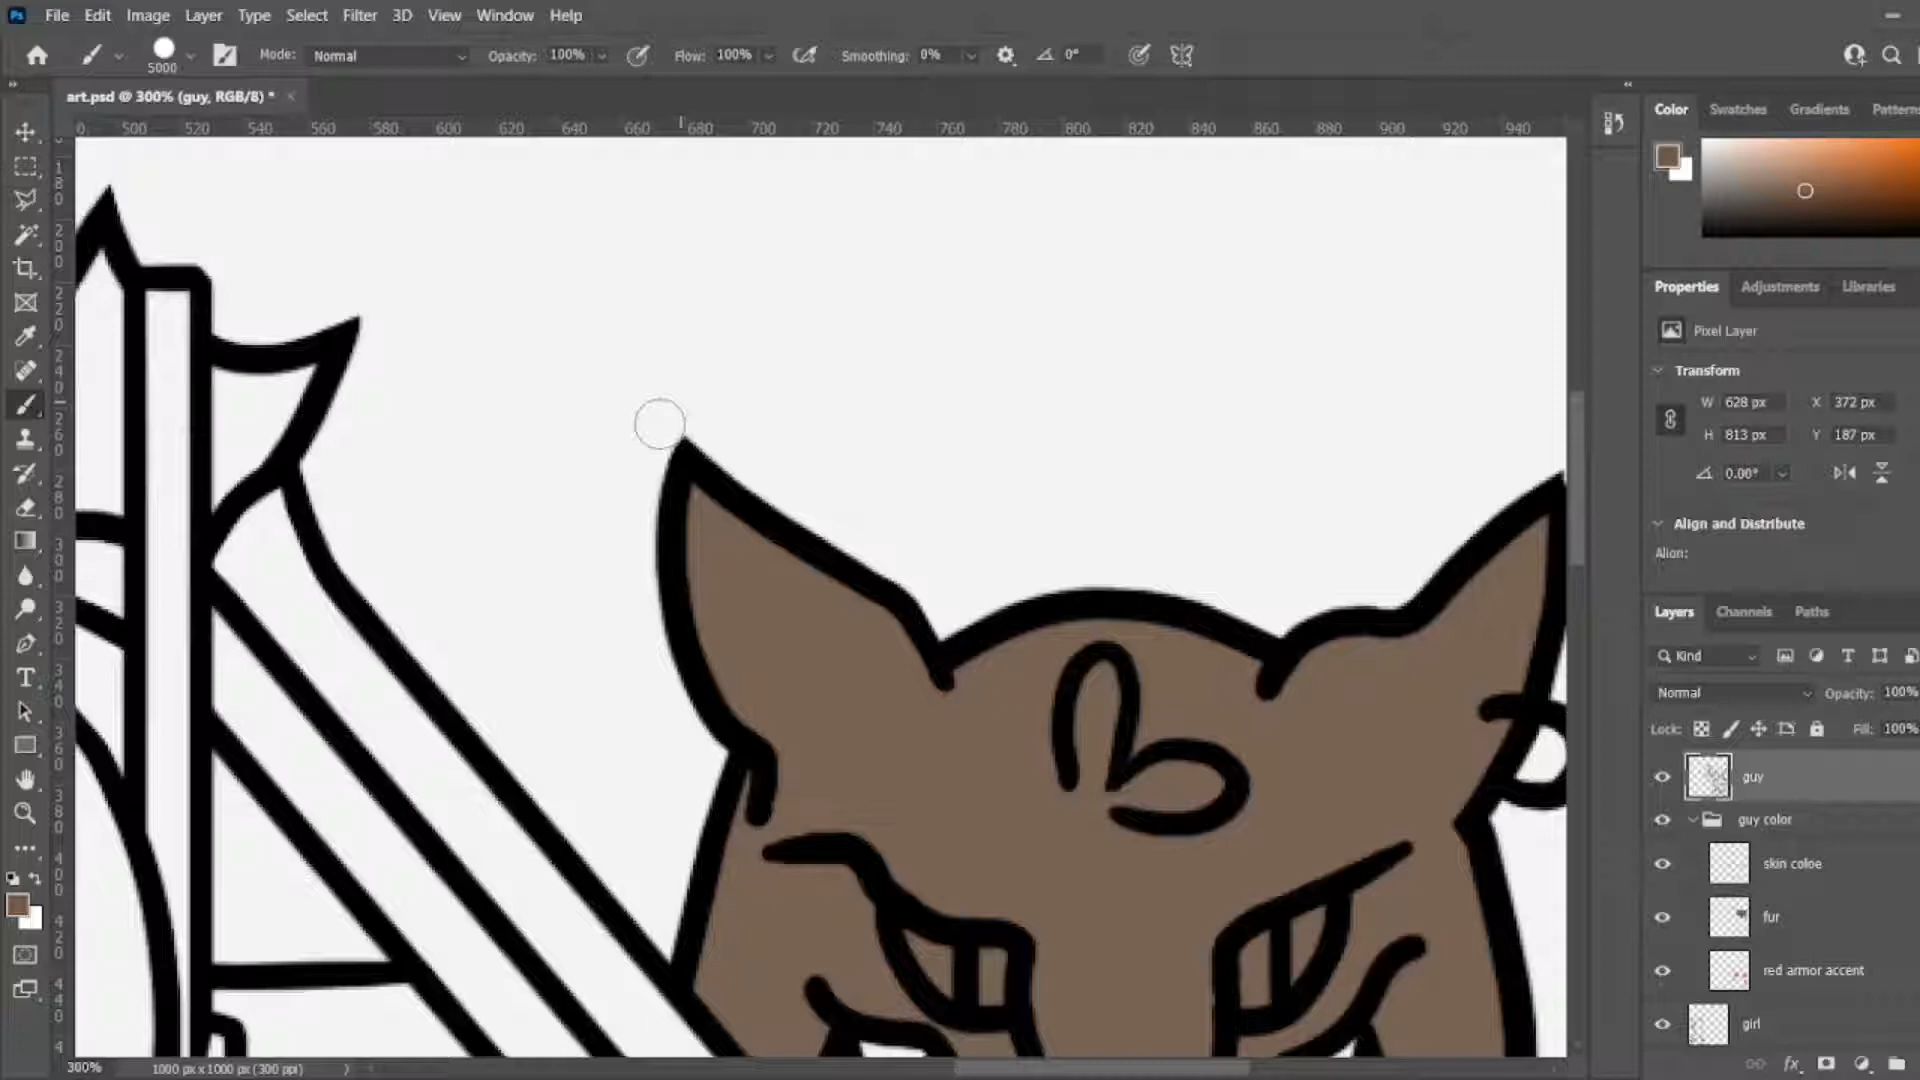 Ps File Edit Image Layer Type Select Filter 3D View Window Help
5000 Mode: Normal Opacity: 100% Flow: 100% Smoothing: 0% 0°
art.psd @ 300% (guy, RGB/8) *
500 520 540 560 580 600 620 640 660 680 700 720 740 760 780 800 820 840 860 880 900 920 940
Color Swatches Gradients Patterns
Properties Adjustments Libraries
Pixel Layer
Transform
W 628 px X 372 px
H 813 px Y 187 px
0.00°
Align and Distribute
Align:
Layers Channels Paths
Kind
Normal Opacity: 100%
Lock: Fill: 100%
guy
guy color
skin coloe
fur
red armor accent
girl
fx
300% 1000 px x 1000 px (300 ppi)